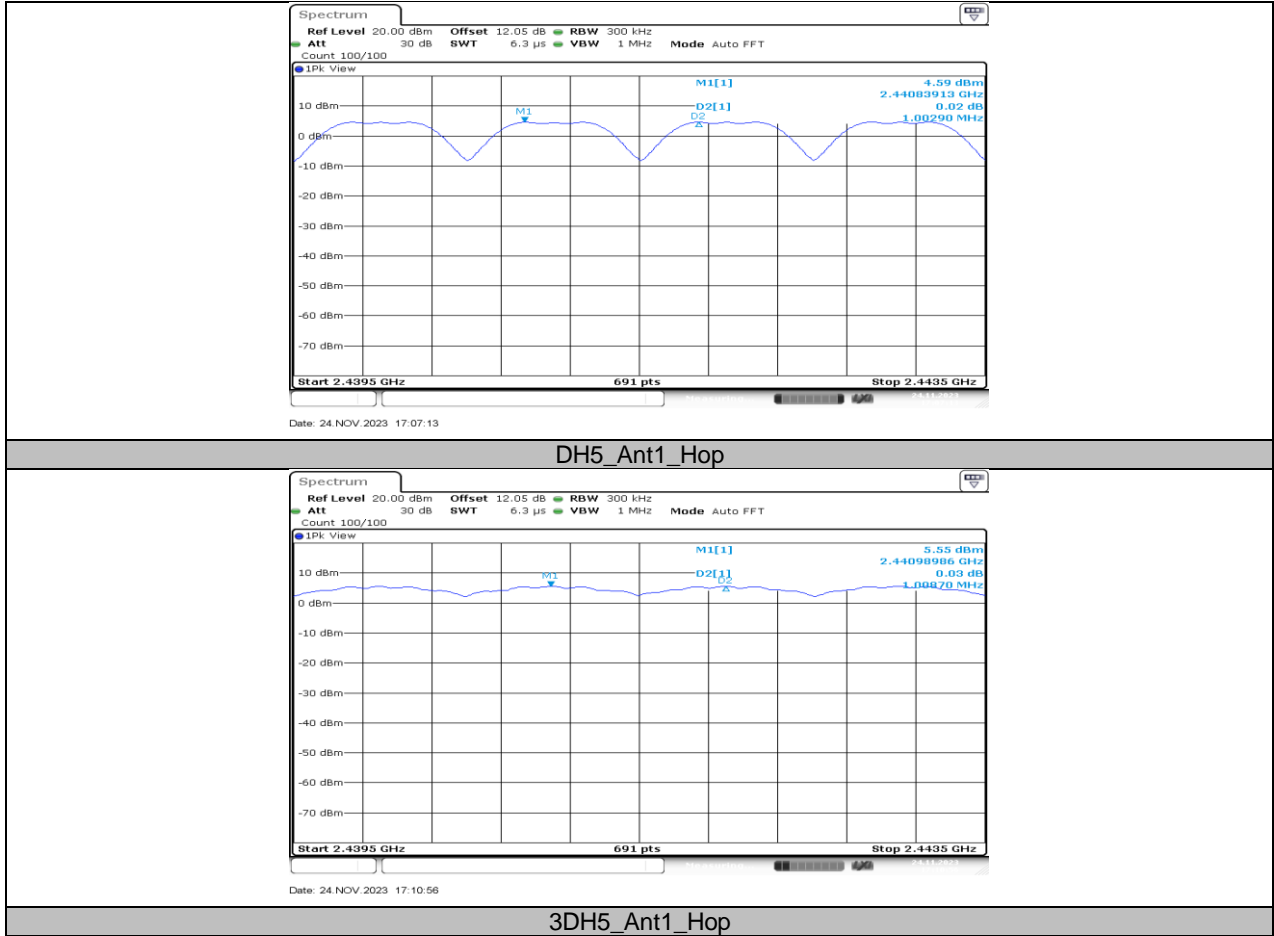 Spectrum
Ref Level 20.00 dBm Offset 12.05 dB RBW 300 kHz
Att 30 dB SWT 6.3 µs VBW 1 MHz Mode Auto FFT
Count 100/100
1Pk View
M1[1] 4.59 dBm
2.44083913 GHz
10 dBm D2[1] 0.02 dB
M1 D2 1.00290 MHz
0 dBm
-10 dBm
-20 dBm
-30 dBm
-40 dBm
-50 dBm
-60 dBm
-70 dBm
Start 2.4395 GHz 691 pts Stop 2.4435 GHz
Date: 24.NOV.2023 17:07:13
DH5_Ant1_Hop
Spectrum
Ref Level 20.00 dBm Offset 12.05 dB RBW 300 kHz
Att 30 dB SWT 6.3 µs VBW 1 MHz Mode Auto FFT
Count 100/100
1Pk View
M1[1] 5.55 dBm
2.44098986 GHz
10 dBm M1 D2[1] 0.03 dB
D2 1.00870 MHz
0 dBm
-10 dBm
-20 dBm
-30 dBm
-40 dBm
-50 dBm
-60 dBm
-70 dBm
Start 2.4395 GHz 691 pts Stop 2.4435 GHz
Date: 24.NOV.2023 17:10:56
3DH5_Ant1_Hop